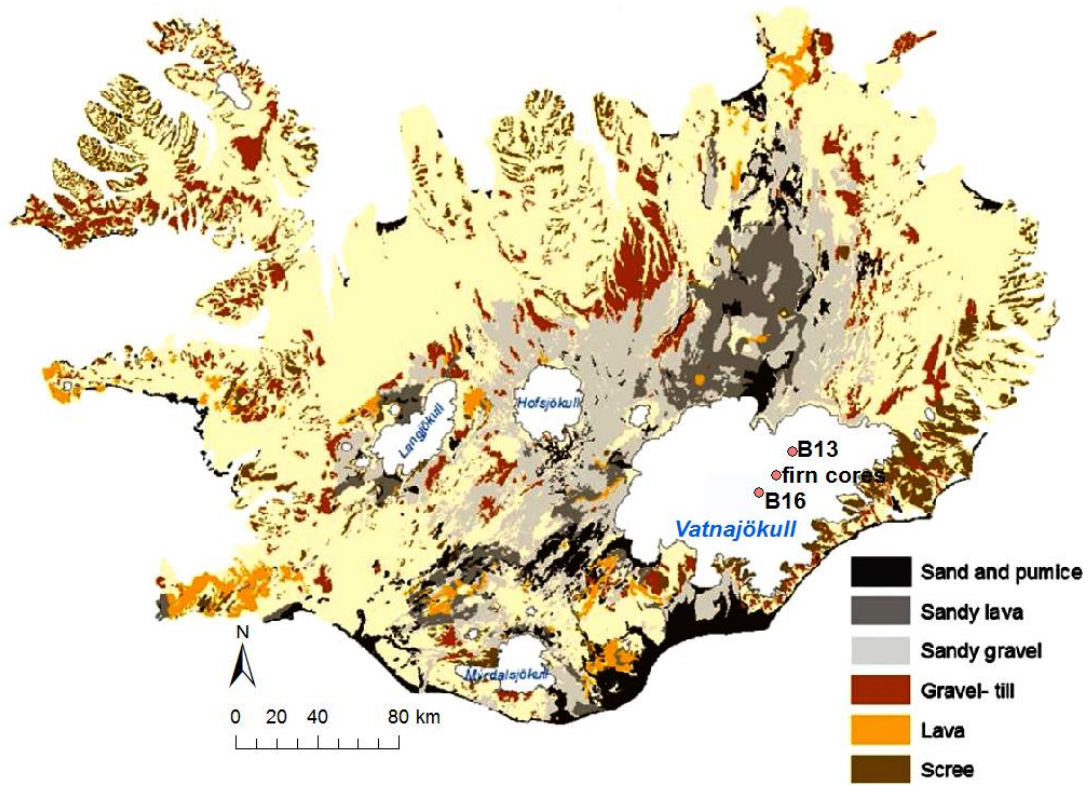 Langjökull
Hofsjökull
B13
firn cores
B16
Vatnajökull
Mýrdalsjökull
N
0 20 40 80 km
Sand and pumice
Sandy lava
Sandy gravel
Gravel- till
Lava
Scree